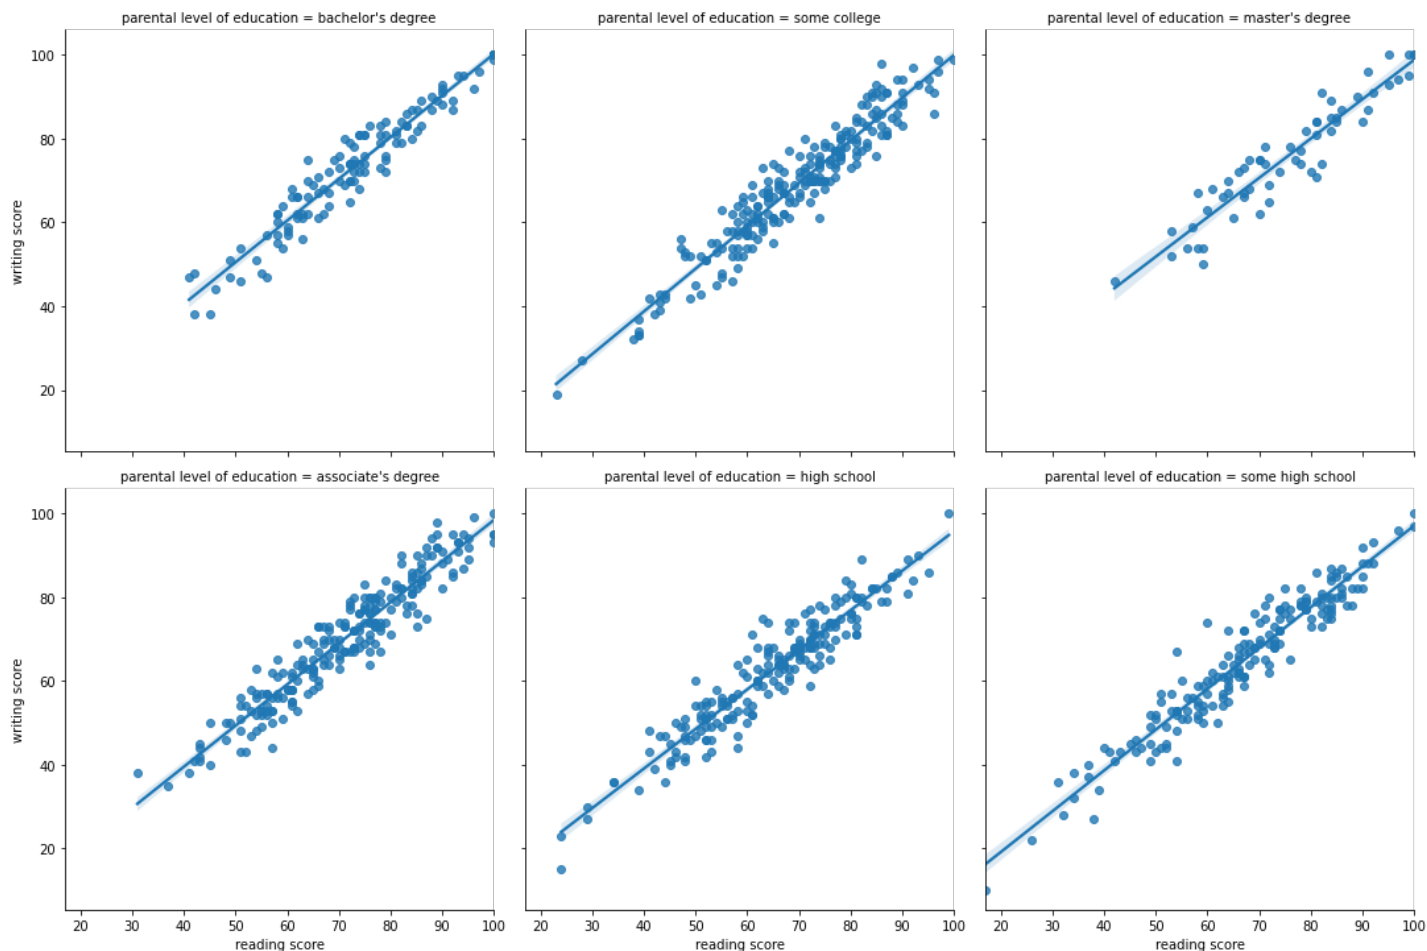 parental level of education = bachelor's degree
parental level of education = some college
parental level of education = master's degree
100
80
60
40
20
writing score
parental level of education = associate's degree
parental level of education = high school
parental level of education = some high school
100
80
60
40
20
writing score
20 30 40 50 60 70 80 90 100
20 30 40 50 60 70 80 90 100
20 30 40 50 60 70 80 90 100
reading score
reading score
reading score